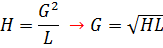 H = G²/L → G = √HL